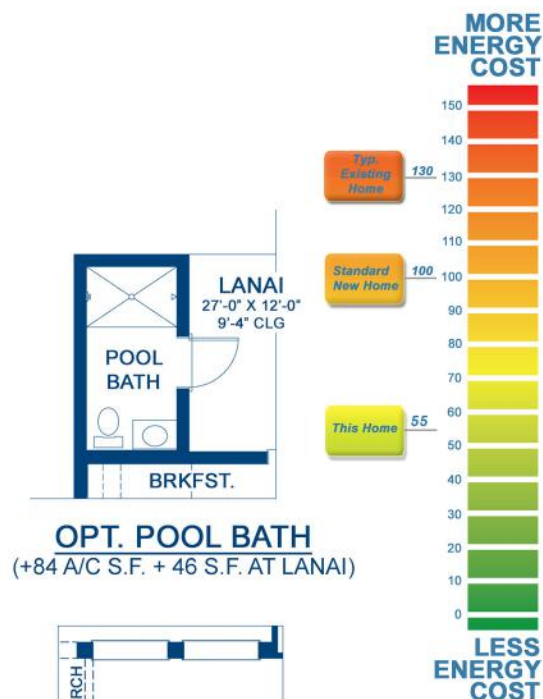 MORE
ENERGY
COST
150
140
Typ.
Existing
Home
130
130
120
110
Standard
New Home
100
100
90
80
70
60
This Home
55
50
40
30
20
10
0
LESS
ENERGY
COST
LANAI
27'-0" X 12'-0"
9'-4" CLG
POOL
BATH
BRKFST.
OPT. POOL BATH
(+84 A/C S.F. + 46 S.F. AT LANAI)